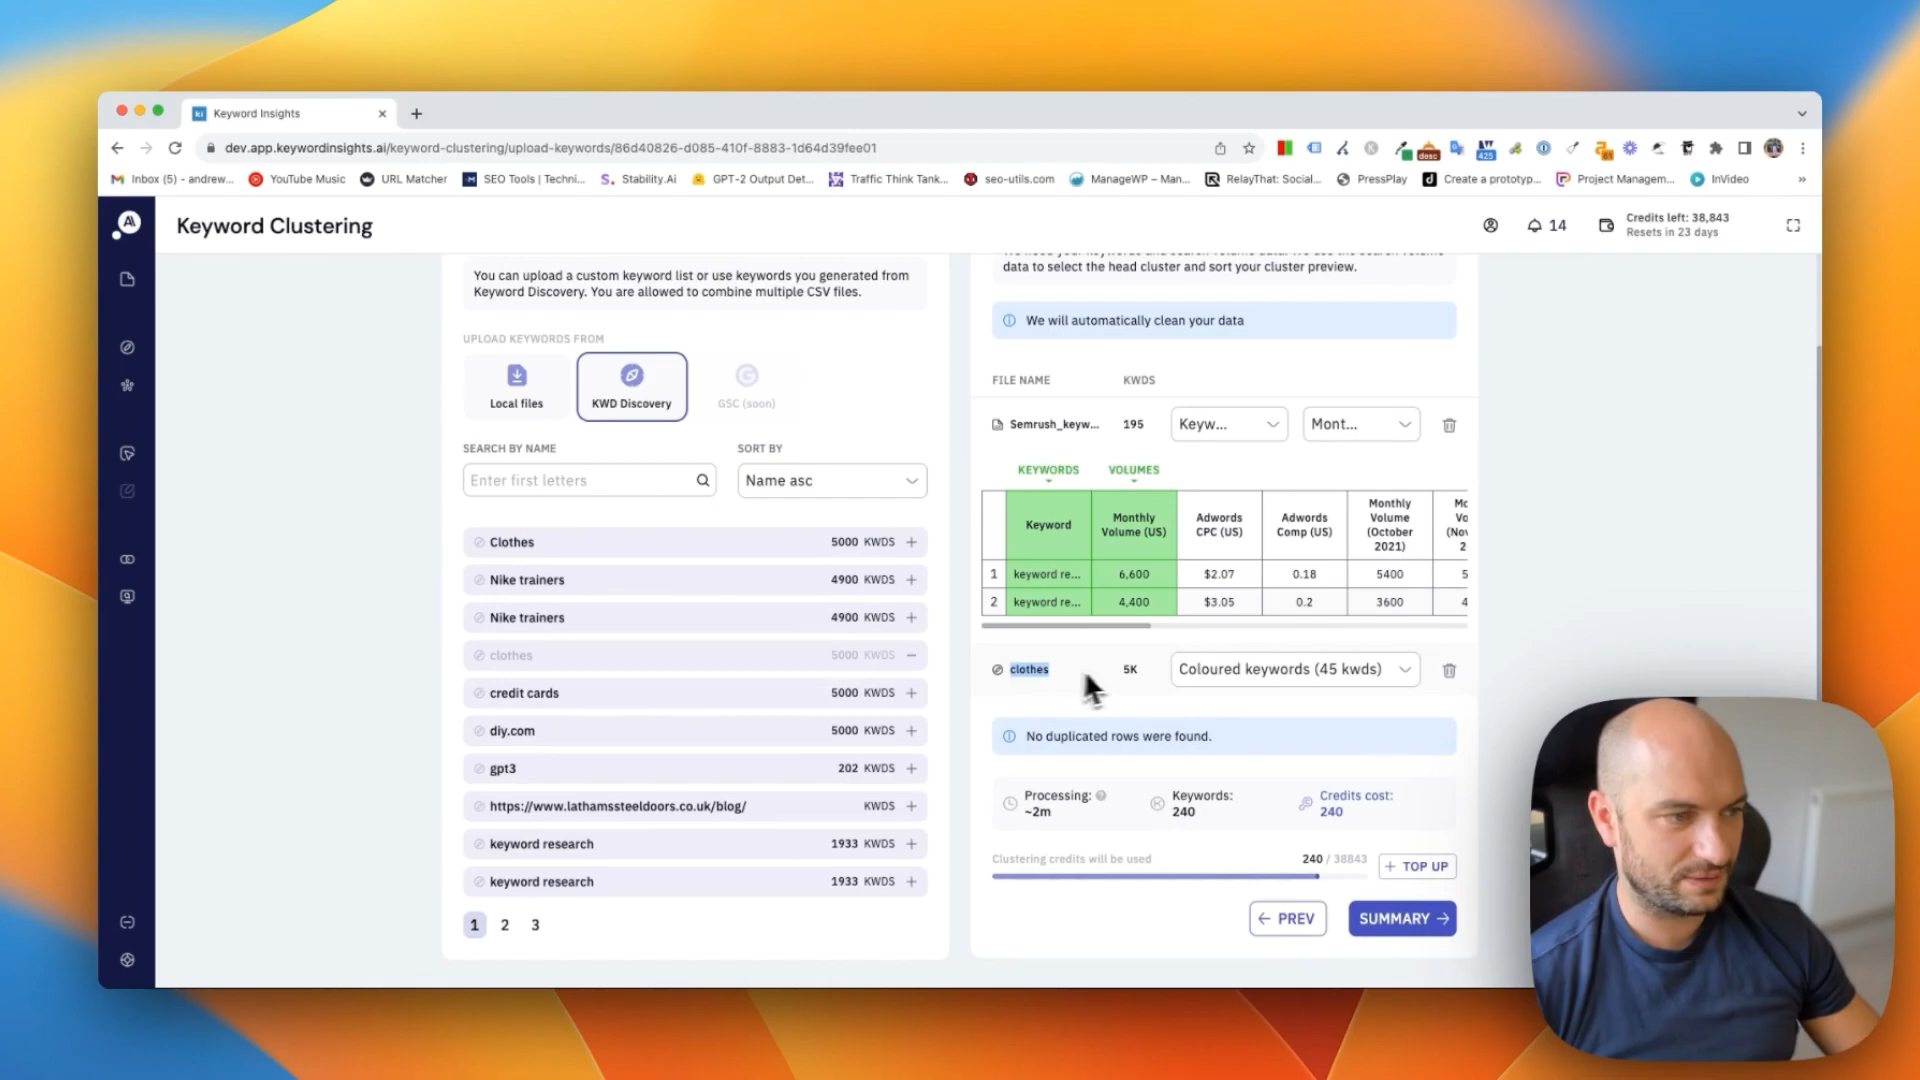 Keyword Insights
dev.app.keywordinsights.ai/keyword-clustering/upload-keywords/86d40826-d085-410f-8883-1d64d39fee01
Inbox (5) - andrew...
YouTube Music
URL Matcher
SEO Tools | Techni...
Stability.Ai
GPT-2 Output Det...
Traffic Think Tank...
seo-utils.com
ManageWP – Man...
RelayThat: Social...
PressPlay
Create a prototyp...
Project Managem...
InVideo
Keyword Clustering
14
Credits left: 38,843
Resets in 23 days
You can upload a custom keyword list or use keywords you generated from
Keyword Discovery. You are allowed to combine multiple CSV files.
UPLOAD KEYWORDS FROM
Local files
KWD Discovery
GSC (soon)
SEARCH BY NAME
SORT BY
Enter first letters
Name asc
Clothes 5000 KWDS
Nike trainers 4900 KWDS
Nike trainers 4900 KWDS
clothes 5000 KWDS
credit cards 5000 KWDS
diy.com 5000 KWDS
gpt3 202 KWDS
https://www.lathamssteeldoors.co.uk/blog/ KWDS
keyword research 1933 KWDS
keyword research 1933 KWDS
1 2 3
data to select the head cluster and sort your cluster preview.
We will automatically clean your data
FILE NAME KWDS
Semrush_keyw... 195 Keyw... Mont...
KEYWORDS VOLUMES
Keyword
Monthly
Volume (US)
Adwords
CPC (US)
Adwords
Comp (US)
Monthly
Volume
(October
2021)
1 keyword re... 6,600 $2.07 0.18 5400
2 keyword re... 4,400 $3.05 0.2 3600
clothes 5K Coloured keywords (45 kwds)
No duplicated rows were found.
Processing:
~2m
Keywords:
240
Credits cost:
240
Clustering credits will be used 240 / 38843
+ TOP UP
← PREV
SUMMARY →